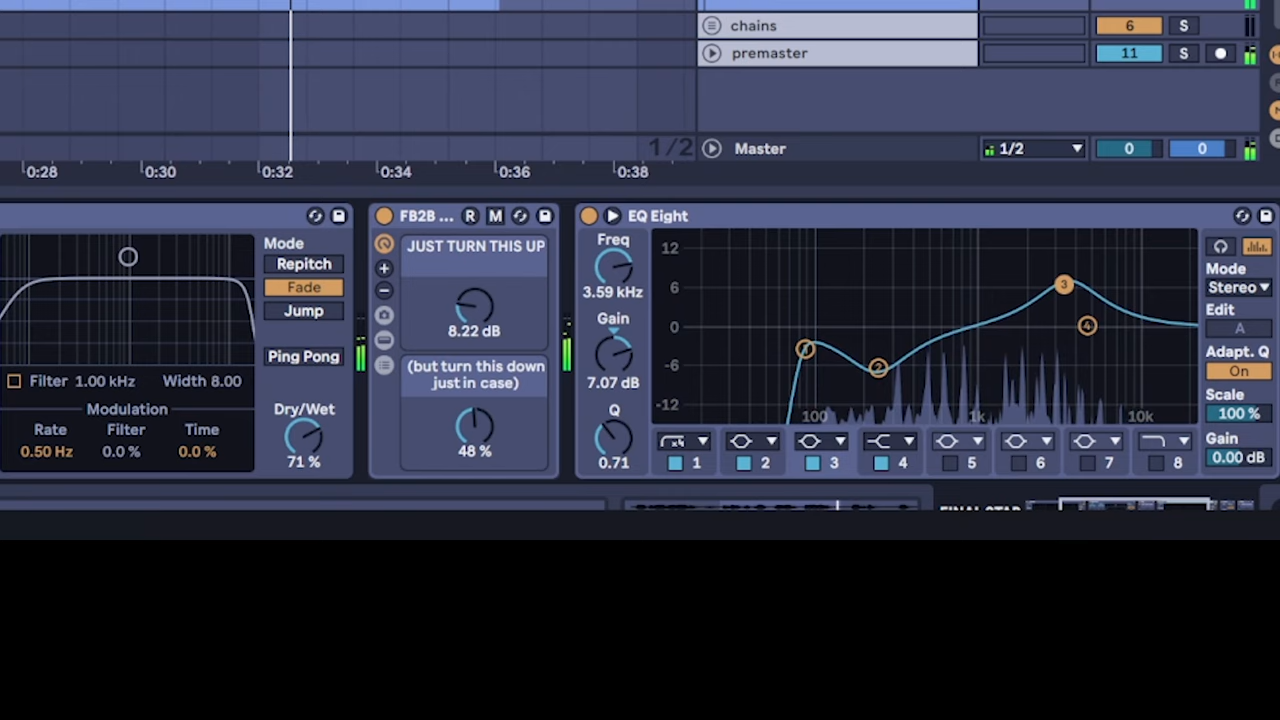 chains
6
S
premaster
11
S
1/2
Master
1/2
0
0
0:28
0:30
0:32
0:34
0:36
0:38
FB2B ...
R
M
EQ Eight
Mode
Repitch
Fade
Jump
Ping Pong
Filter 1.00 kHz Width 8.00
Modulation
Rate Filter Time
0.50 Hz 0.0 % 0.0 %
Dry/Wet
71 %
JUST TURN THIS UP
8.22 dB
(but turn this down
just in case)
48 %
Freq
3.59 kHz
Gain
7.07 dB
Q
0.71
12
6
0
-6
-12
100
1k
10k
2
3
4
1 2 3 4 5 6 7 8
Mode
Stereo
Edit
A
Adapt. Q
On
Scale
100 %
Gain
0.00 dB
FINAL STAR